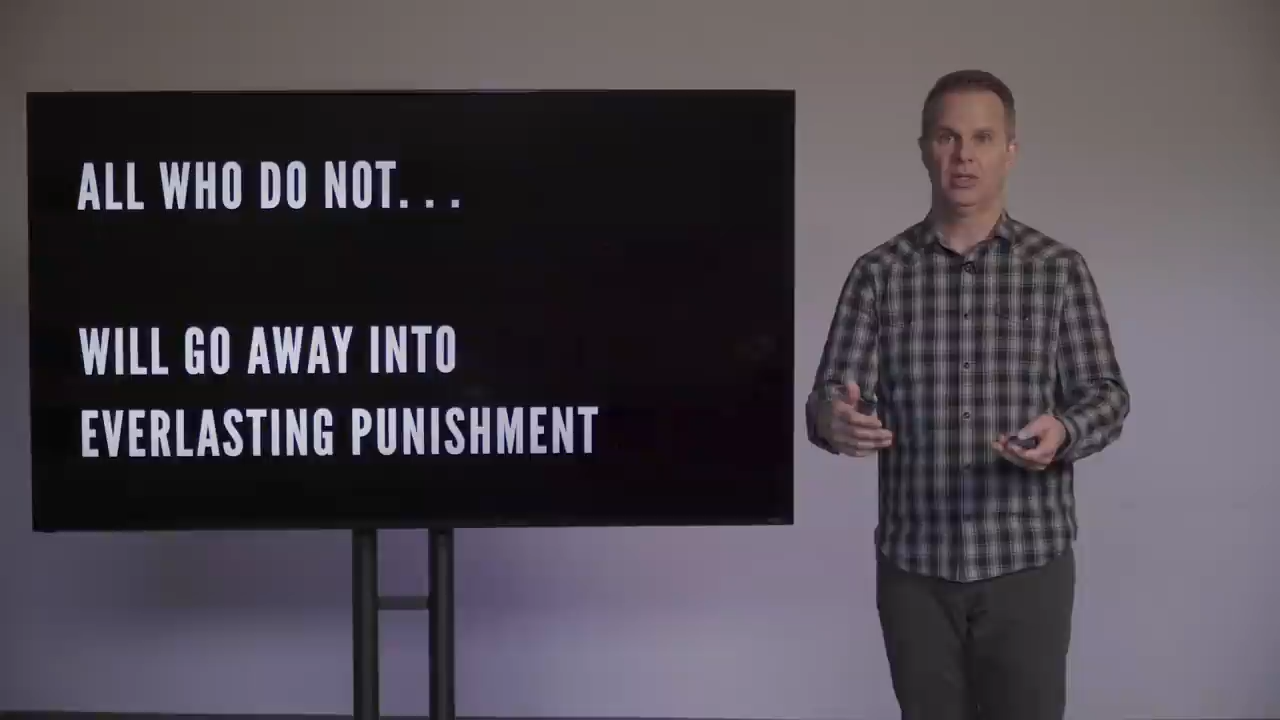 ALL WHO DO NOT. . .
WILL GO AWAY INTO
EVERLASTING PUNISHMENT